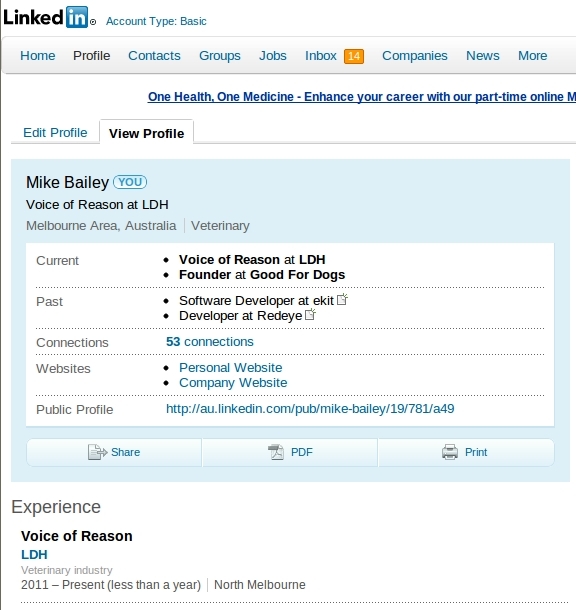 LinkedIn® Account Type: Basic
Home Profile Contacts Groups Jobs Inbox 14 Companies News More
One Health, One Medicine - Enhance your career with our part-time online M
Edit Profile View Profile
Mike Bailey YOU
Voice of Reason at LDH
Melbourne Area, Australia | Veterinary
Current • Voice of Reason at LDH
• Founder at Good For Dogs
Past • Software Developer at ekit
• Developer at Redeye
Connections 53 connections
Websites • Personal Website
• Company Website
Public Profile http://au.linkedin.com/pub/mike-bailey/19/781/a49
Share PDF Print
Experience
Voice of Reason
LDH
Veterinary industry
2011 – Present (less than a year) | North Melbourne